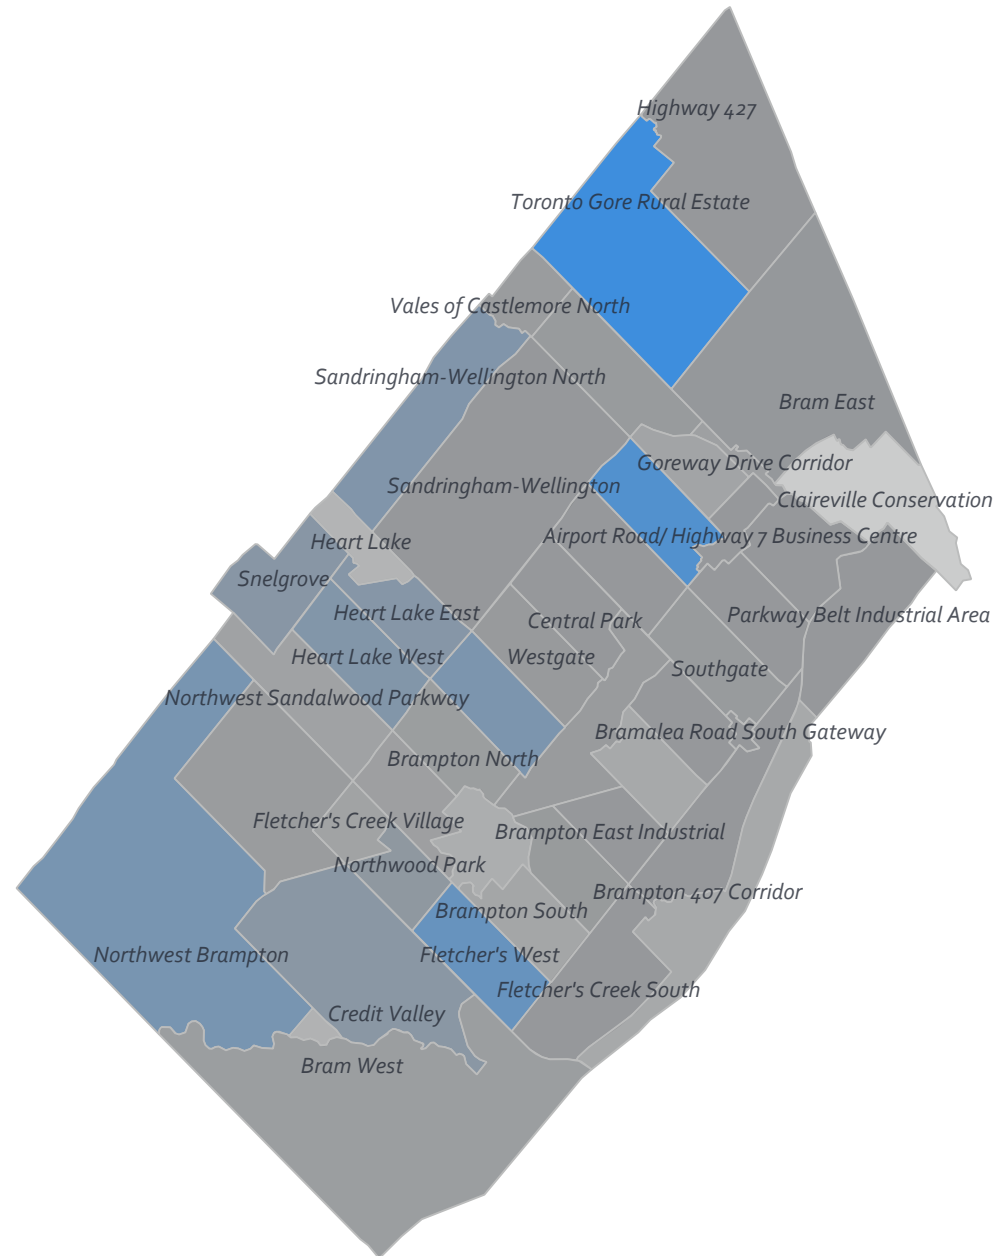 Highway 427
Toronto Gore Rural Estate
Vales of Castlemore North
Sandringham-Wellington North
Bram East
Goreway Drive Corridor
Sandringham-Wellington
Claireville Conservation
Airport Road/ Highway 7 Business Centre
Heart Lake
Snelgrove
Heart Lake East
Central Park
Parkway Belt Industrial Area
Heart Lake West
Westgate
Southgate
Northwest Sandalwood Parkway
Bramalea Road South Gateway
Brampton North
Fletcher's Creek Village
Brampton East Industrial
Northwood Park
Brampton 407 Corridor
Brampton South
Northwest Brampton
Fletcher's West
Fletcher's Creek South
Credit Valley
Bram West